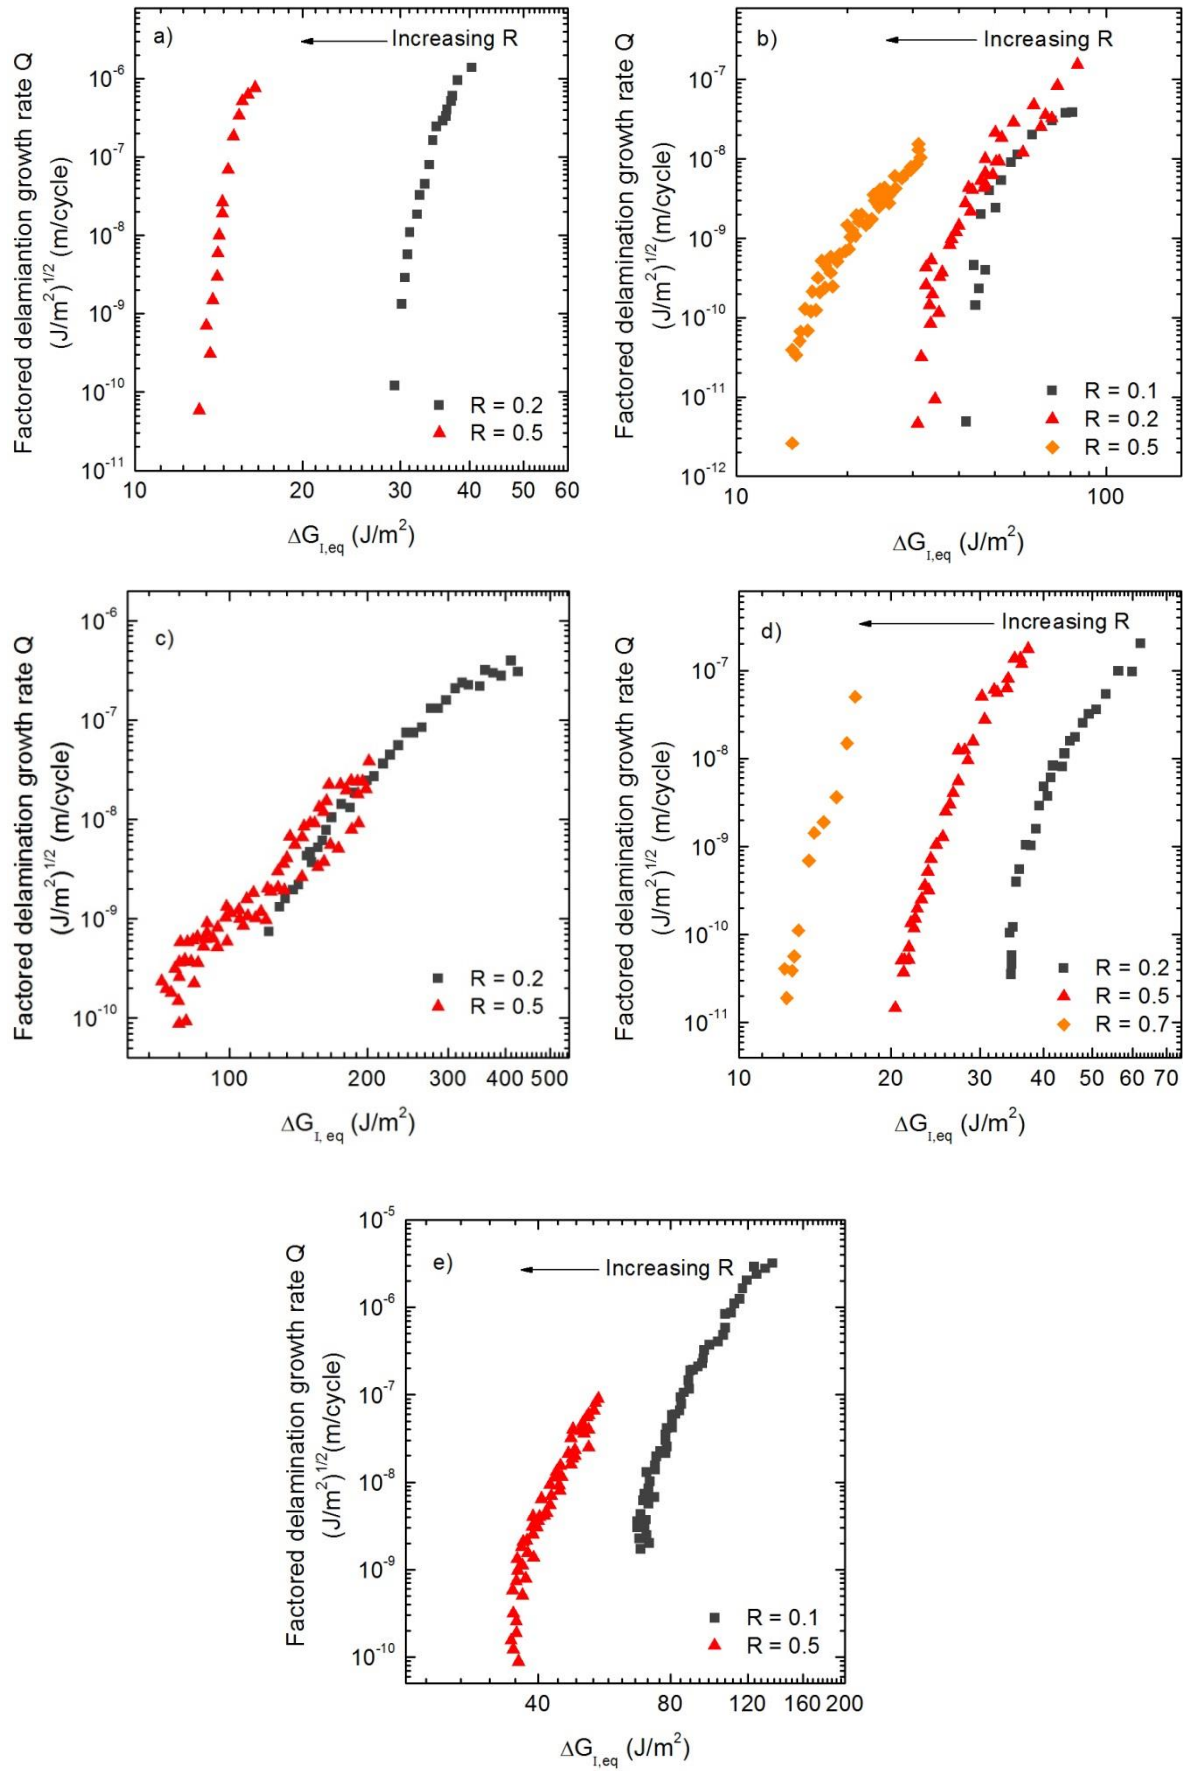 a)
Increasing R
Factored delamiantion growth rate Q
(J/m²)^1/2 (m/cycle)
10⁻⁶
10⁻⁷
10⁻⁸
10⁻⁹
10⁻¹⁰
10⁻¹¹
R = 0.2
R = 0.5
10 20 30 40 50 60
ΔG_I,eq (J/m²)
b)
Increasing R
Factored delamination growth rate Q
(J/m²)^1/2 (m/cycle)
10⁻⁷
10⁻⁸
10⁻⁹
10⁻¹⁰
10⁻¹¹
10⁻¹²
R = 0.1
R = 0.2
R = 0.5
10 100
ΔG_I,eq (J/m²)
c)
Factored delamination growth rate Q
(J/m²)^1/2 (m/cycle)
10⁻⁶
10⁻⁷
10⁻⁸
10⁻⁹
10⁻¹⁰
R = 0.2
R = 0.5
100 200 300 400 500
ΔG_I, eq (J/m²)
d)
Increasing R
Factored delamination growth rate Q
(J/m²)^1/2 (m/cycle)
10⁻⁷
10⁻⁸
10⁻⁹
10⁻¹⁰
10⁻¹¹
R = 0.2
R = 0.5
R = 0.7
10 20 30 40 50 60 70
ΔG_I,eq (J/m²)
e)
Increasing R
Factored delamination growth rate Q
(J/m²)^1/2(m/cycle)
10⁻⁵
10⁻⁶
10⁻⁷
10⁻⁸
10⁻⁹
10⁻¹⁰
R = 0.1
R = 0.5
40 80 120 160 200
ΔG_I,eq (J/m²)